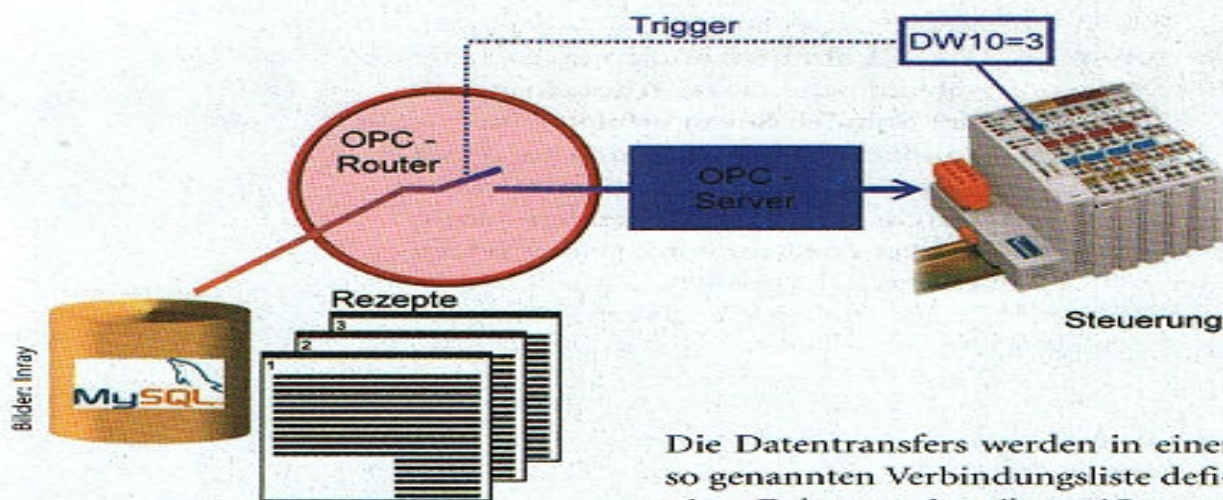 Trigger
DW10=3
OPC -
Router
OPC -
Server
Rezepte
3
2
1
MySQL
Steuerung
Bilder: Inray
Die Datentransfers werden in einer
so genannten Verbindungsliste defi-